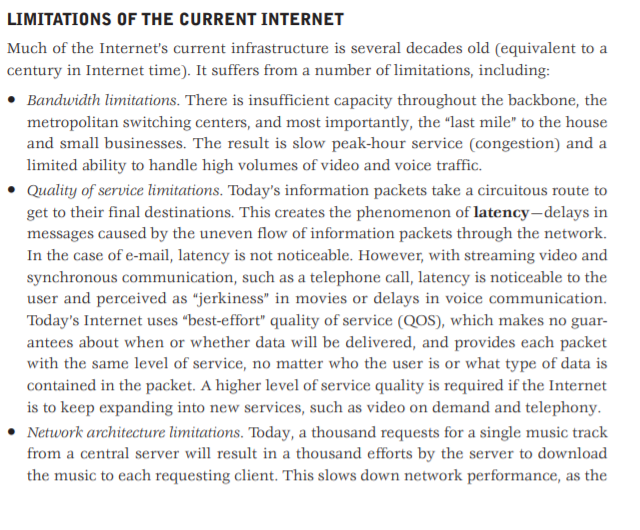 LIMITATIONS OF THE CURRENT INTERNET
Much of the Internet's current infrastructure is several decades old (equivalent to a
century in Internet time). It suffers from a number of limitations, including:
• Bandwidth limitations. There is insufficient capacity throughout the backbone, the
metropolitan switching centers, and most importantly, the “last mile” to the house
and small businesses. The result is slow peak-hour service (congestion) and a
limited ability to handle high volumes of video and voice traffic.
• Quality of service limitations. Today's information packets take a circuitous route to
get to their final destinations. This creates the phenomenon of latency—delays in
messages caused by the uneven flow of information packets through the network.
In the case of e-mail, latency is not noticeable. However, with streaming video and
synchronous communication, such as a telephone call, latency is noticeable to the
user and perceived as “jerkiness” in movies or delays in voice communication.
Today's Internet uses “best-effort” quality of service (QOS), which makes no guar-
antees about when or whether data will be delivered, and provides each packet
with the same level of service, no matter who the user is or what type of data is
contained in the packet. A higher level of service quality is required if the Internet
is to keep expanding into new services, such as video on demand and telephony.
• Network architecture limitations. Today, a thousand requests for a single music track
from a central server will result in a thousand efforts by the server to download
the music to each requesting client. This slows down network performance, as the